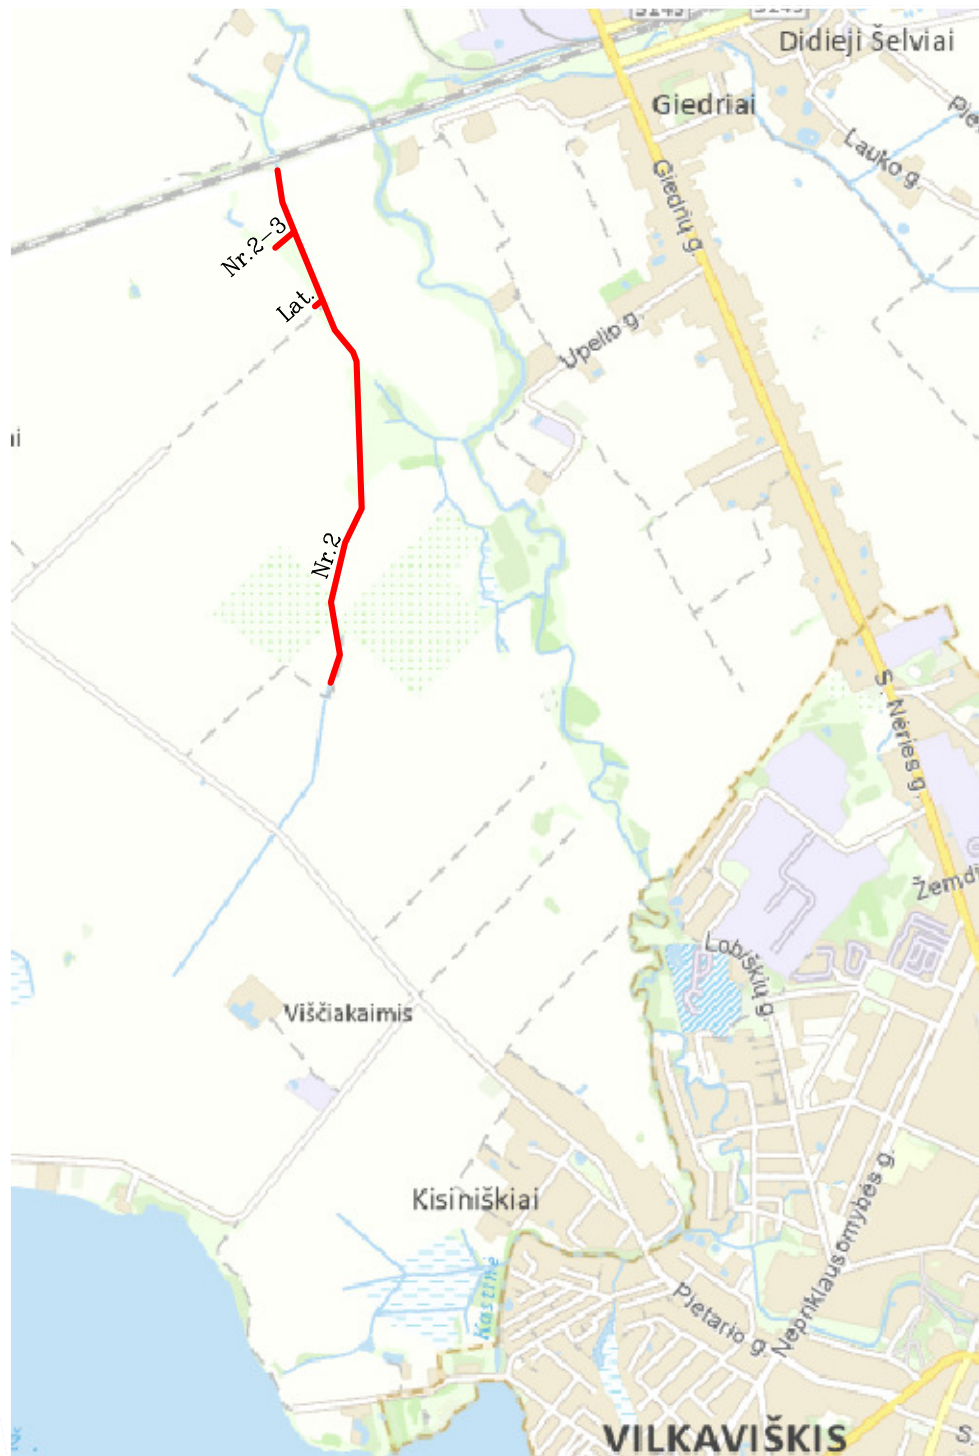 Didieji Šelviai
Giedriai
Lauko g.
Giedrių g.
Nr.2-3
Lat.
Upelio g.
Nr.2
S. Nėries g.
Lobiškių g.
Viščiakaimis
Kisiniškiai
Nepriklausomybės g.
Kastinė
Pietario g.
VILKAVIŠKIS
S